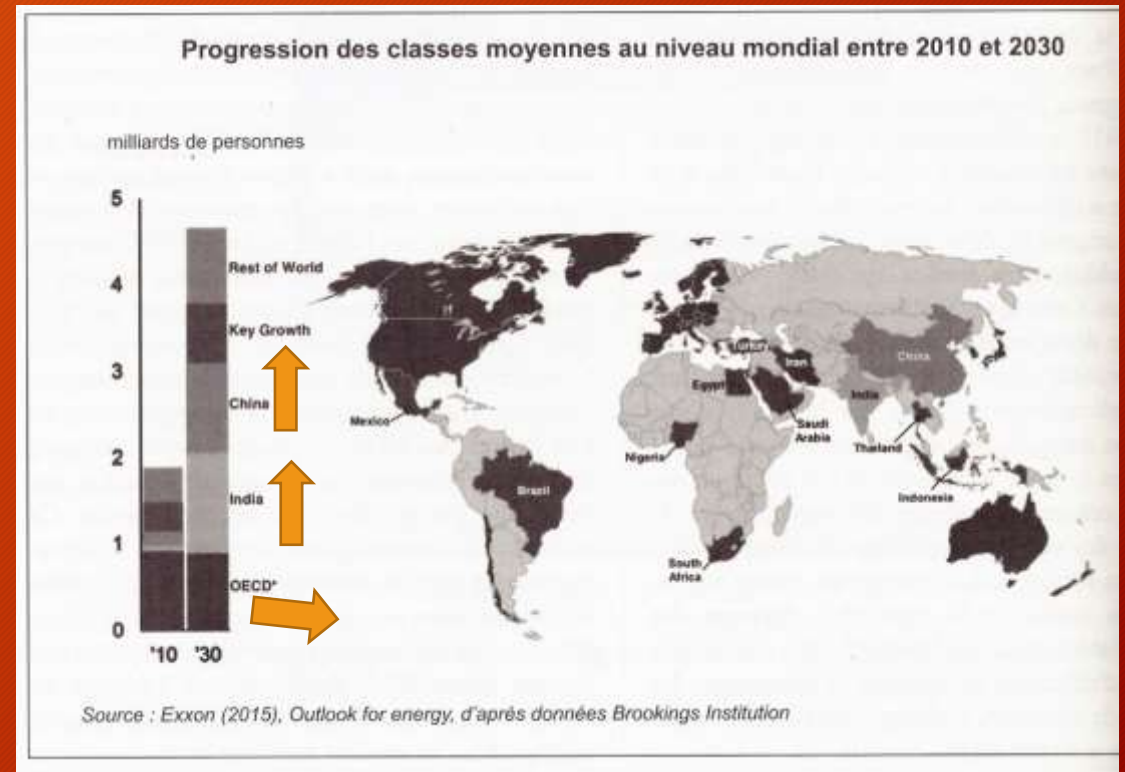 Progression des classes moyennes au niveau mondial entre 2010 et 2030
milliards de personnes
5
4
3
2
1
0
Rest of World
Key Growth
China
India
OECD*
'10 '30
Mexico
Brazil
Nigeria
Egypt
Turkey
Iran
Saudi
Arabia
South
Africa
China
India
Thailand
Indonesia
Source : Exxon (2015), Outlook for energy, d'après données Brookings Institution